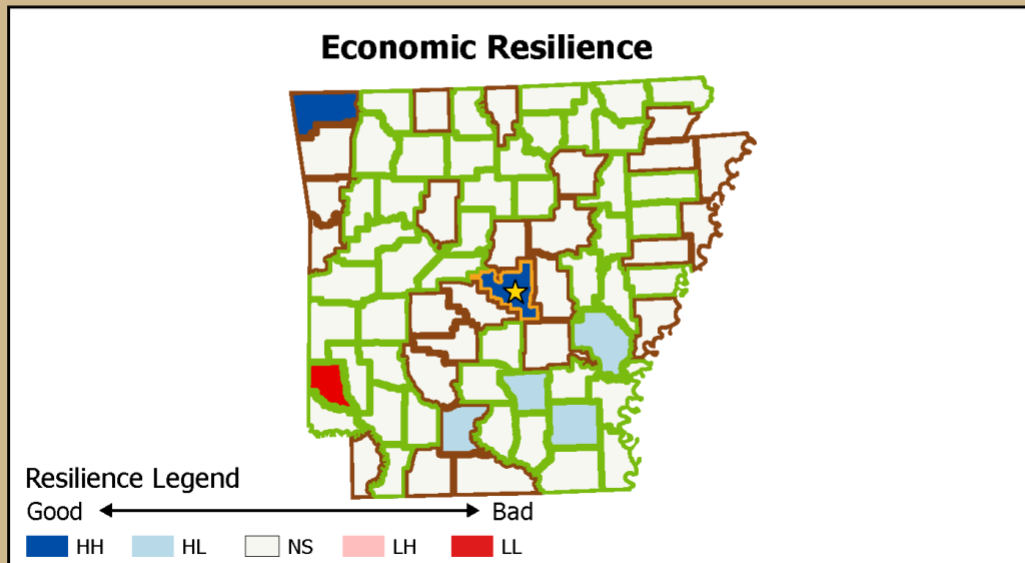 Economic Resilience
Resilience Legend
Good Bad
HH HL NS LH LL